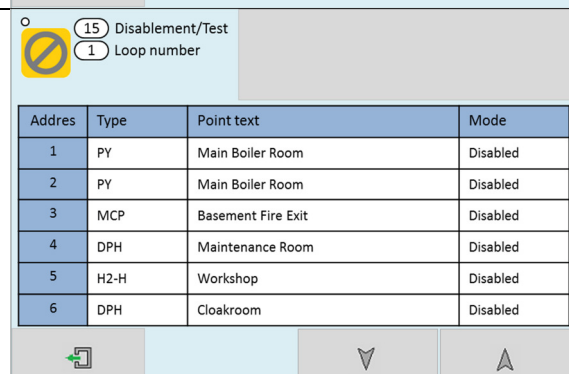 15 Disablement/Test
1 Loop number
Addres Type Point text Mode
1 PY Main Boiler Room Disabled
2 PY Main Boiler Room Disabled
3 MCP Basement Fire Exit Disabled
4 DPH Maintenance Room Disabled
5 H2-H Workshop Disabled
6 DPH Cloakroom Disabled